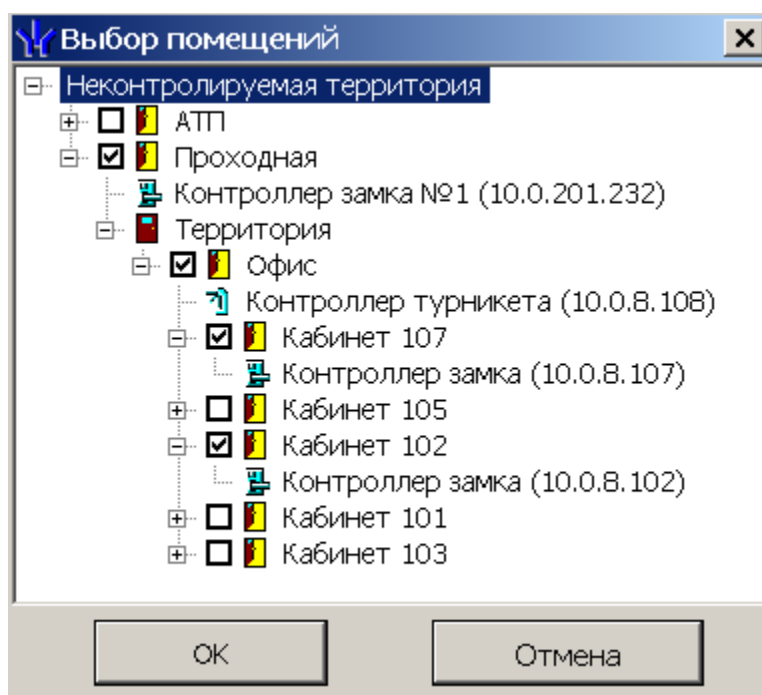 Выбор помещений
Неконтролируемая территория
АТП
Проходная
Контроллер замка №1 (10.0.201.232)
Территория
Офис
Контроллер турникета (10.0.8.108)
Кабинет 107
Контроллер замка (10.0.8.107)
Кабинет 105
Кабинет 102
Контроллер замка (10.0.8.102)
Кабинет 101
Кабинет 103
ОК Отмена